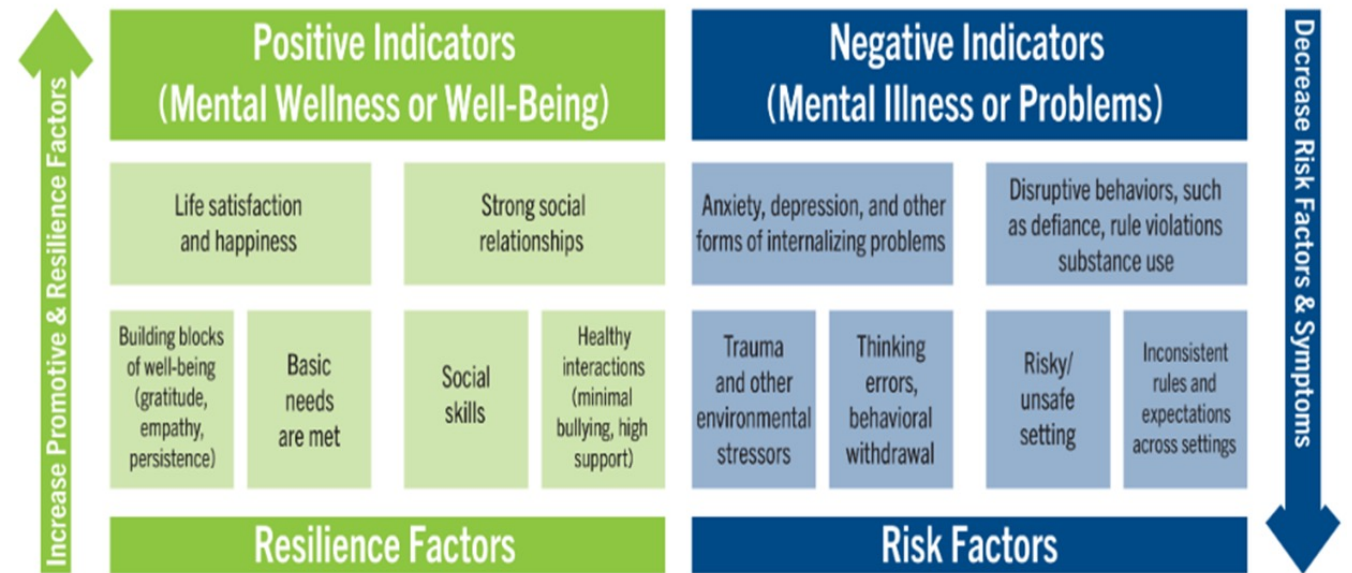 Increase Promotive & Resilience Factors
Positive Indicators
(Mental Wellness or Well-Being)
Life satisfaction
and happiness
Strong social
relationships
Building blocks
of well-being
(gratitude,
empathy,
persistence)
Basic
needs
are met
Social
skills
Healthy
interactions
(minimal
bullying, high
support)
Resilience Factors
Negative Indicators
(Mental Illness or Problems)
Anxiety, depression, and other
forms of internalizing problems
Disruptive behaviors, such
as defiance, rule violations
substance use
Trauma
and other
environmental
stressors
Thinking
errors,
behavioral
withdrawal
Risky/
unsafe
setting
Inconsistent
rules and
expectations
across settings
Risk Factors
Decrease Risk Factors & Symptoms